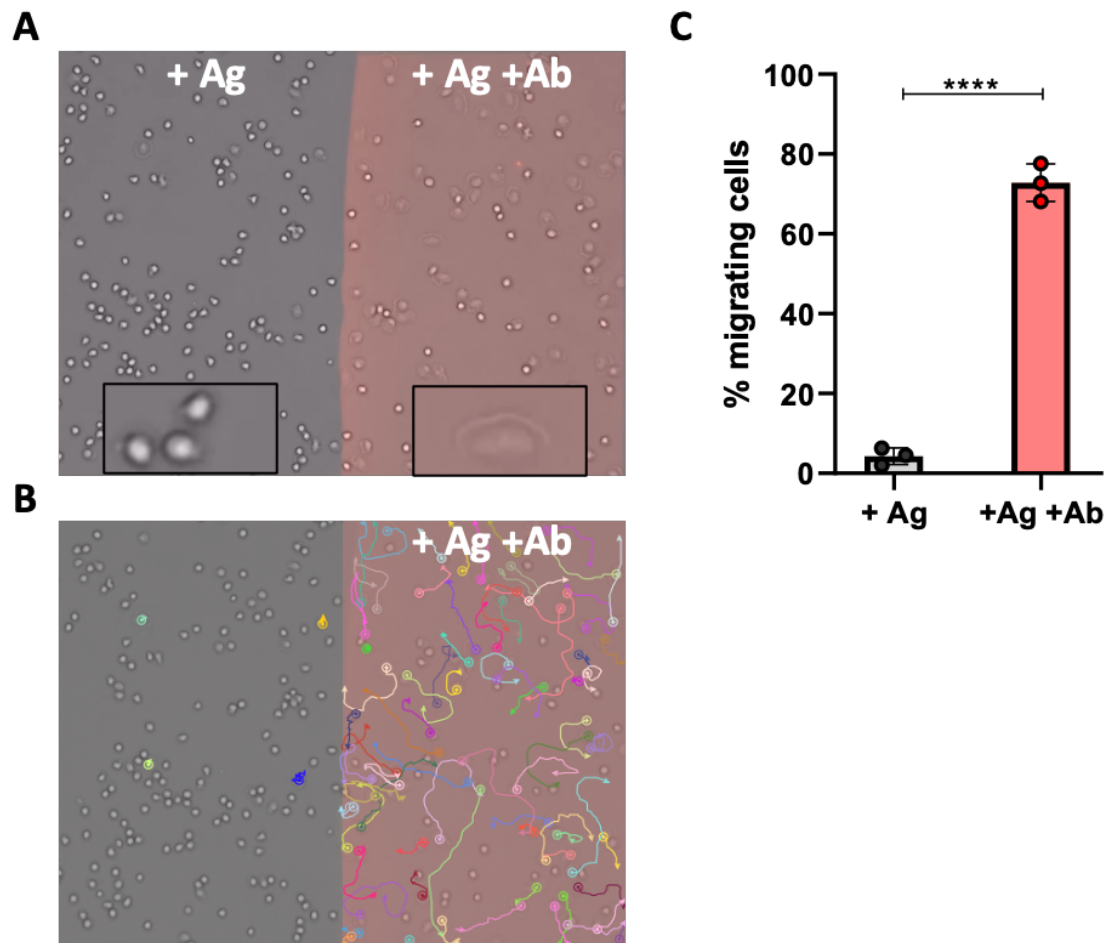 A
+ Ag
+ Ag +Ab
B
+ Ag +Ab
C
% migrating cells
100
80
60
40
20
0
****
+ Ag
+Ag +Ab